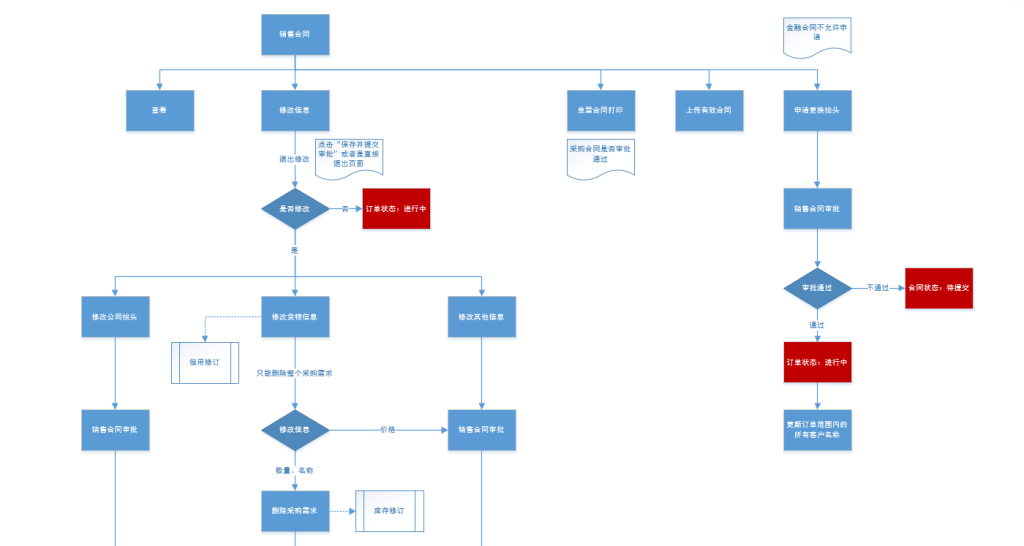 销售合同
金融合同不允许申
请
查看
修改信息
单签合同打印
上传有效合同
申请更换抬头
退出修改
点击“保存并提交
审批”或者是直接
退出页面
采购合同是否审批
通过
是否修改
否
订单状态：进行中
销售合同审批
是
审批通过
不通过
合同状态：待提交
修改公司抬头
修改货物信息
修改其他信息
通过
信用修订
订单状态：进行中
只能删除整个采购需求
销售合同审批
修改信息
价格
销售合同审批
更新订单范围内的
所有客户名称
数量、名称
删除采购需求
库存修订